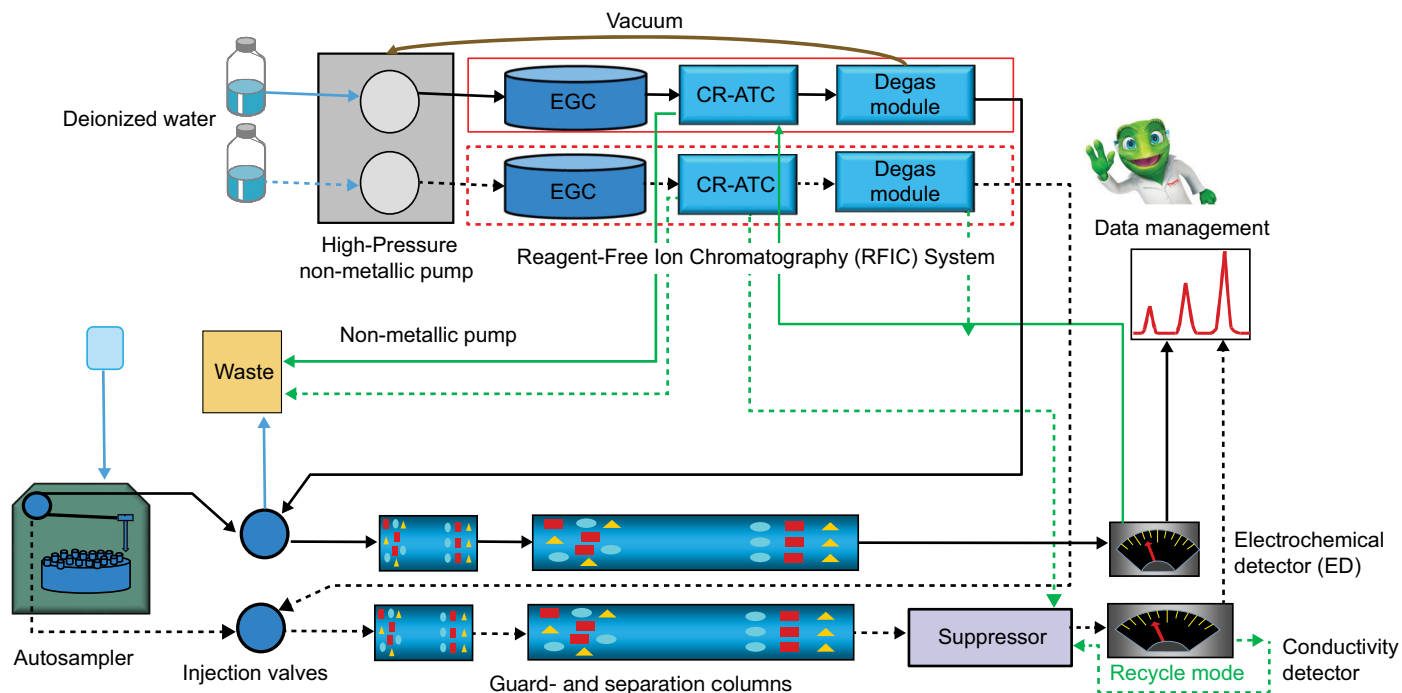 Vacuum
Deionized water
EGC
CR-ATC
Degas
module
EGC
CR-ATC
Degas
module
High-Pressure
non-metallic pump
Reagent-Free Ion Chromatography (RFIC) System
Data management
Non-metallic pump
Waste
Electrochemical
detector (ED)
Autosampler
Injection valves
Guard- and separation columns
Suppressor
Recycle mode
Conductivity
detector